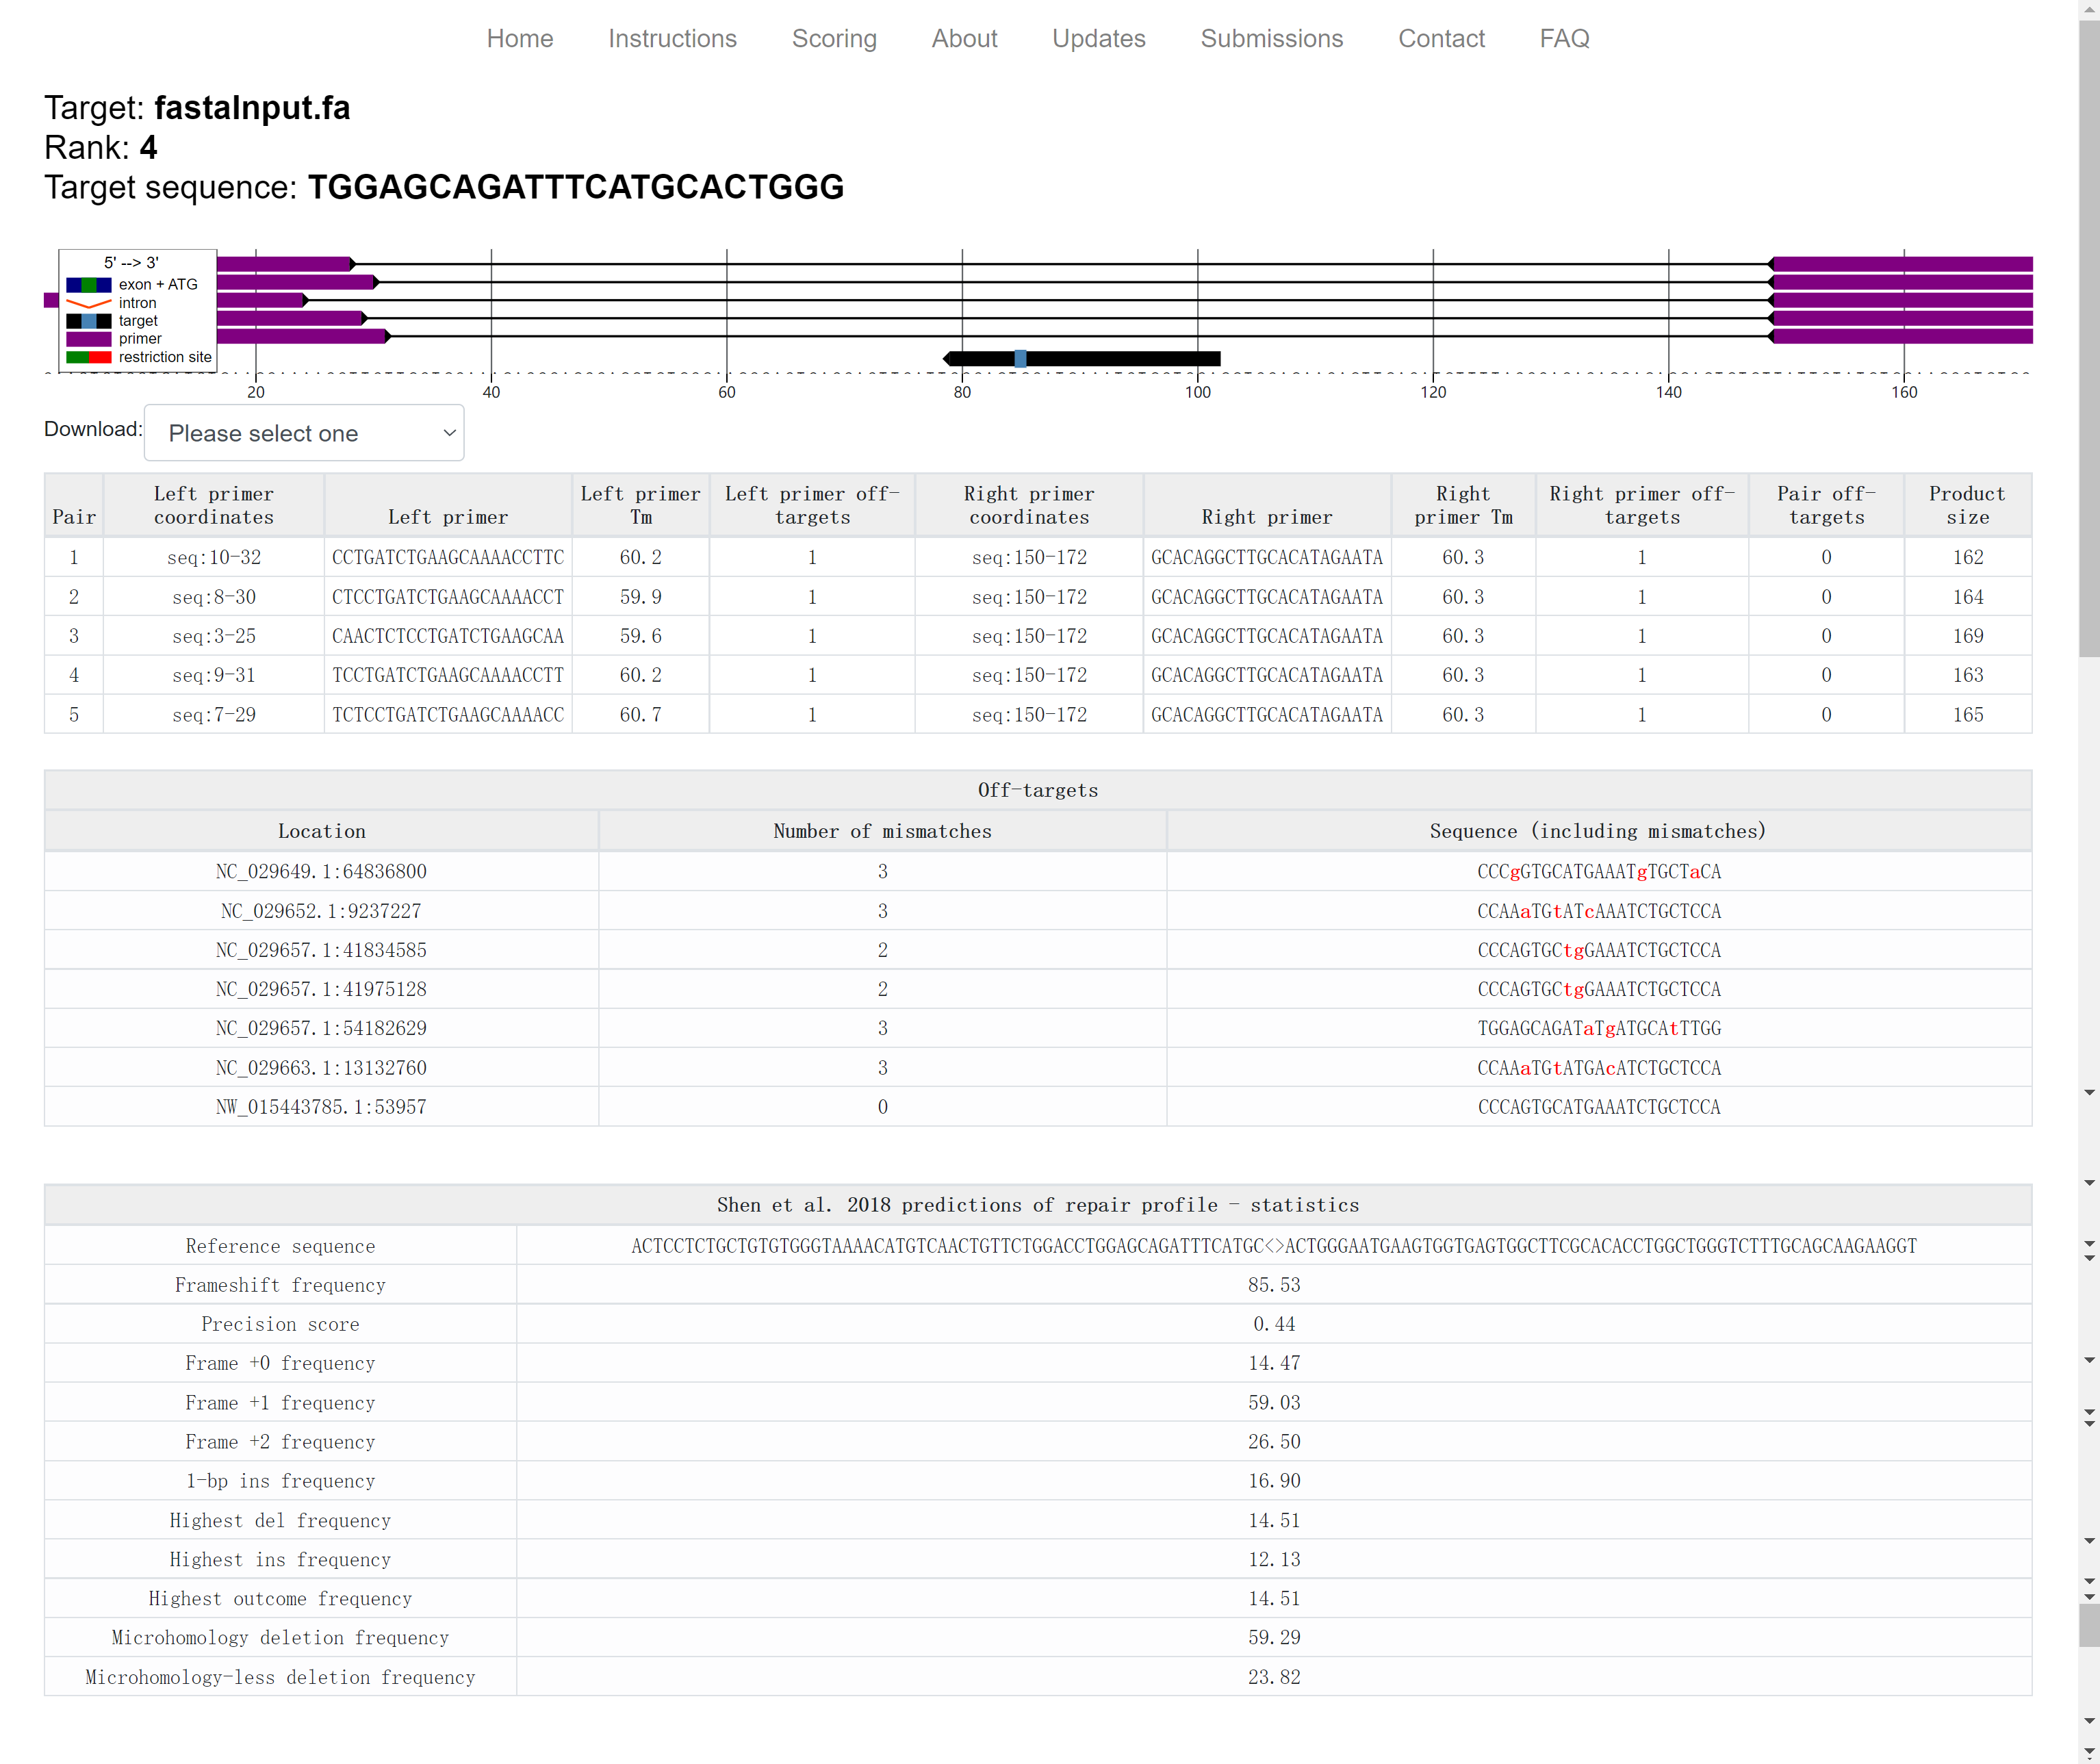 Home Instructions Scoring About Updates Submissions Contact FAQ
Target: fastaInput.fa
Rank: 4
Target sequence: TGGAGCAGATTTCATGCACTGGG
5' --> 3'
exon + ATG
intron
target
primer
restriction site
20 40 60 80 100 120 140 160
Download: Please select one
Pair Left primer coordinates Left primer Left primer Tm Left primer off-targets Right primer coordinates Right primer Right primer Tm Right primer off-targets Pair off-targets Product size
1 seq:10-32 CCTGATCTGAAGCAAAACCTTC 60.2 1 seq:150-172 GCACAGGCTTGCACATAGAATA 60.3 1 0 162
2 seq:8-30 CTCCTGATCTGAAGCAAAACCT 59.9 1 seq:150-172 GCACAGGCTTGCACATAGAATA 60.3 1 0 164
3 seq:3-25 CAACTCTCCTGATCTGAAGCAA 59.6 1 seq:150-172 GCACAGGCTTGCACATAGAATA 60.3 1 0 169
4 seq:9-31 TCCTGATCTGAAGCAAAACCTT 60.2 1 seq:150-172 GCACAGGCTTGCACATAGAATA 60.3 1 0 163
5 seq:7-29 TCTCCTGATCTGAAGCAAAACC 60.7 1 seq:150-172 GCACAGGCTTGCACATAGAATA 60.3 1 0 165
Off-targets
Location Number of mismatches Sequence (including mismatches)
NC_029649.1:64836800 3 CCCgGTGCATGAAATgTGCTaCA
NC_029652.1:9237227 3 CCAAaTGtATcAAATCTGCTCCA
NC_029657.1:41834585 2 CCCAGTGCtgGAAATCTGCTCCA
NC_029657.1:41975128 2 CCCAGTGCtgGAAATCTGCTCCA
NC_029657.1:54182629 3 TGGAGCAGATaTgATGCAtTTGG
NC_029663.1:13132760 3 CCAAaTGtATGAcATCTGCTCCA
NW_015443785.1:53957 0 CCCAGTGCATGAAATCTGCTCCA
Shen et al. 2018 predictions of repair profile - statistics
Reference sequence ACTCCTCTGCTGTGTGGGTAAAACATGTCAACTGTTCTGGACCTGGAGCAGATTTCATGC<>ACTGGGAATGAAGTGGTGAGTGGCTTCGCACACCTGGCTGGGTCTTTGCAGCAAGAAGGT
Frameshift frequency 85.53
Precision score 0.44
Frame +0 frequency 14.47
Frame +1 frequency 59.03
Frame +2 frequency 26.50
1-bp ins frequency 16.90
Highest del frequency 14.51
Highest ins frequency 12.13
Highest outcome frequency 14.51
Microhomology deletion frequency 59.29
Microhomology-less deletion frequency 23.82